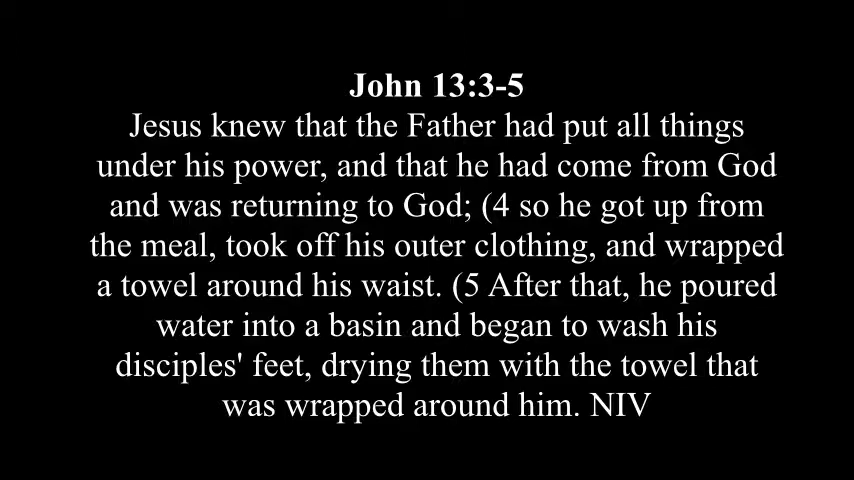 John 13:3-5
Jesus knew that the Father had put all things
under his power, and that he had come from God
and was returning to God; (4 so he got up from
the meal, took off his outer clothing, and wrapped
a towel around his waist. (5 After that, he poured
water into a basin and began to wash his
disciples' feet, drying them with the towel that
was wrapped around him. NIV